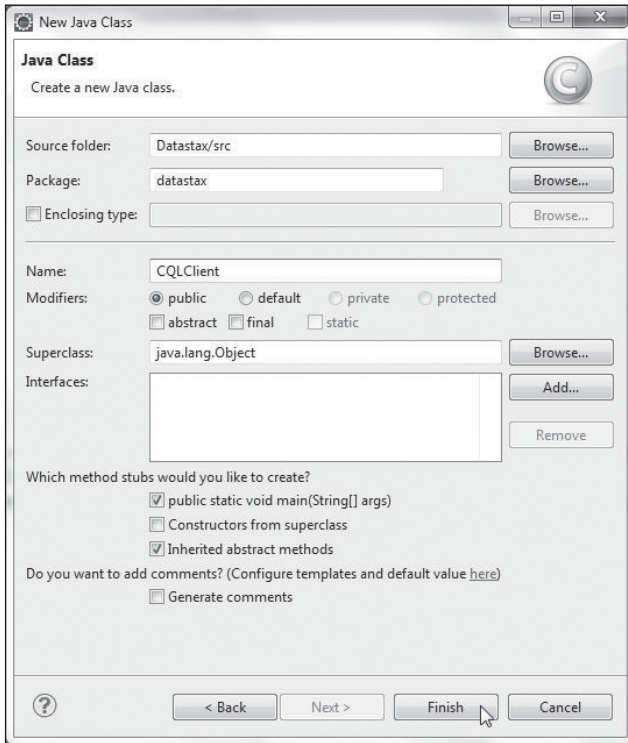 New Java Class
Java Class
Create a new Java class.
C
Source folder: Datastax/src Browse...
Package: datastax Browse...
Enclosing type: Browse...
Name: CQLClient
Modifiers: public default private protected
abstract final static
Superclass: java.lang.Object Browse...
Interfaces: Add...
Remove
Which method stubs would you like to create?
public static void main(String[] args)
Constructors from superclass
Inherited abstract methods
Do you want to add comments? (Configure templates and default value here)
Generate comments
? < Back Next > Finish Cancel